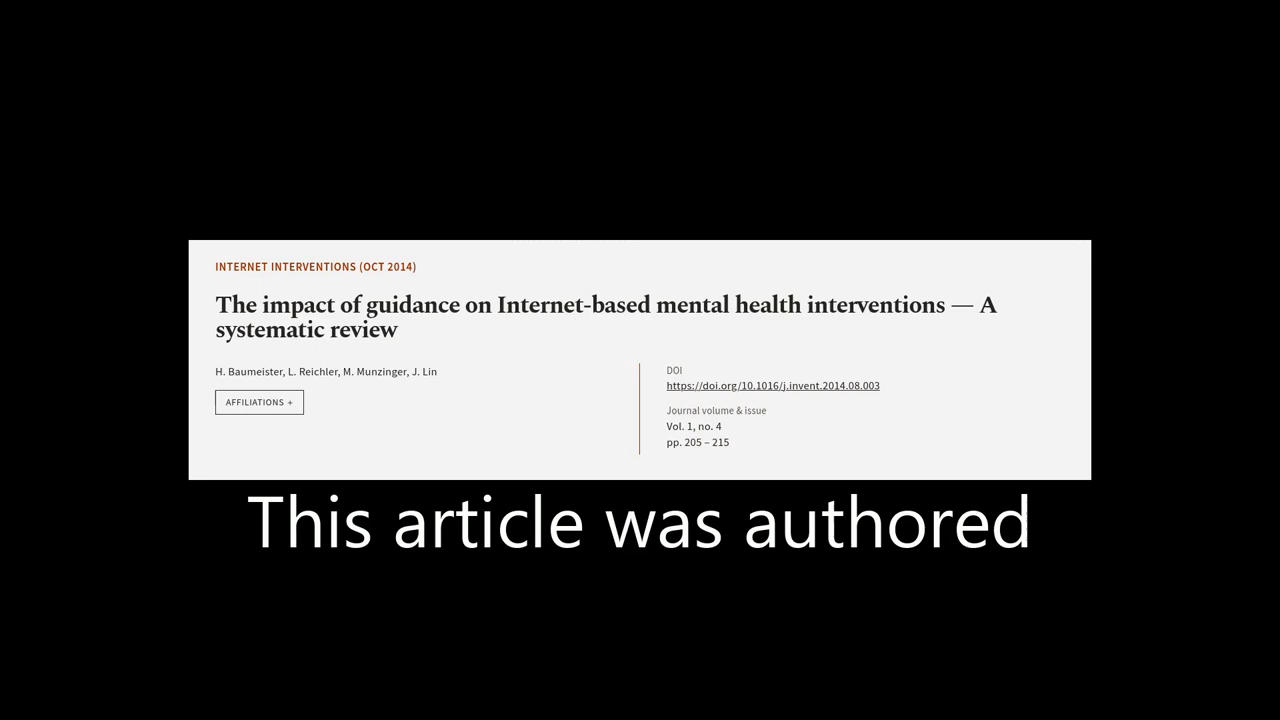 INTERNET INTERVENTIONS (OCT 2014)
The impact of guidance on Internet-based mental health interventions — A
systematic review
H. Baumeister, L. Reichler, M. Munzinger, J. Lin
AFFILIATIONS +
DOI
https://doi.org/10.1016/j.invent.2014.08.003
Journal volume & issue
Vol. 1, no. 4
pp. 205 – 215
This article was authored